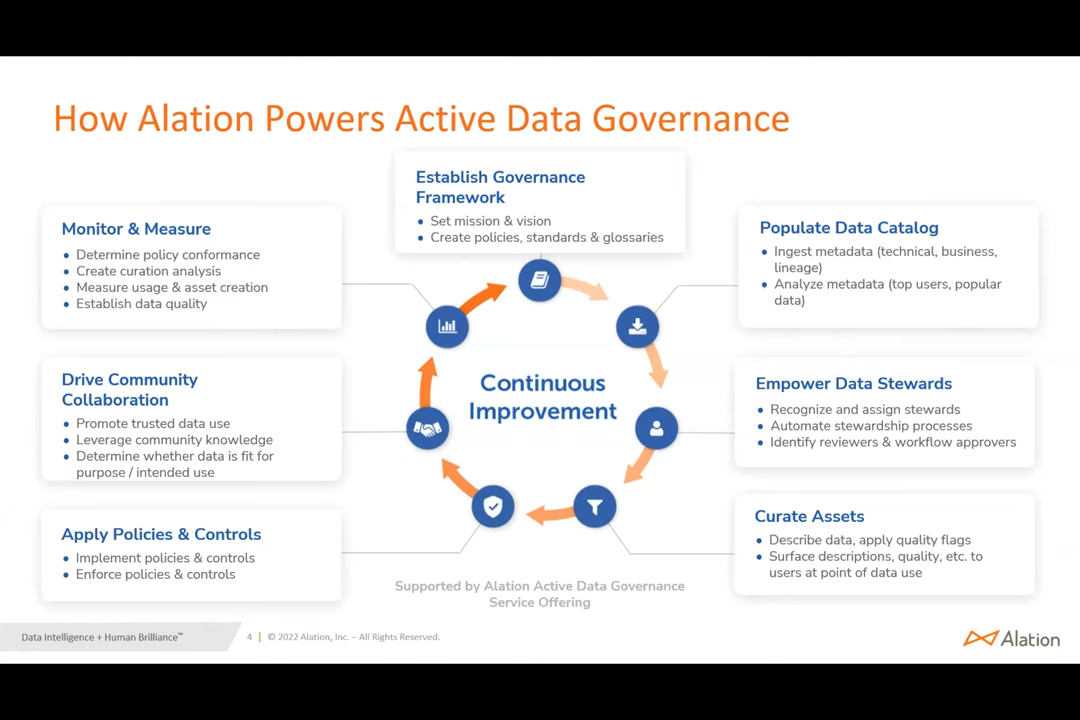 How Alation Powers Active Data Governance
Establish Governance
Framework
• Set mission & vision
• Create policies, standards & glossaries
Populate Data Catalog
• Ingest metadata (technical, business,
lineage)
• Analyze metadata (top users, popular
data)
Empower Data Stewards
• Recognize and assign stewards
• Automate stewardship processes
• Identify reviewers & workflow approvers
Curate Assets
• Describe data, apply quality flags
• Surface descriptions, quality, etc. to
users at point of data use
Apply Policies & Controls
• Implement policies & controls
• Enforce policies & controls
Drive Community
Collaboration
• Promote trusted data use
• Leverage community knowledge
• Determine whether data is fit for
purpose / intended use
Monitor & Measure
• Determine policy conformance
• Create curation analysis
• Measure usage & asset creation
• Establish data quality
Continuous
Improvement
Supported by Alation Active Data Governance
Service Offering
Data Intelligence + Human Brilliance™
4 | © 2022 Alation, Inc. – All Rights Reserved.
Alation